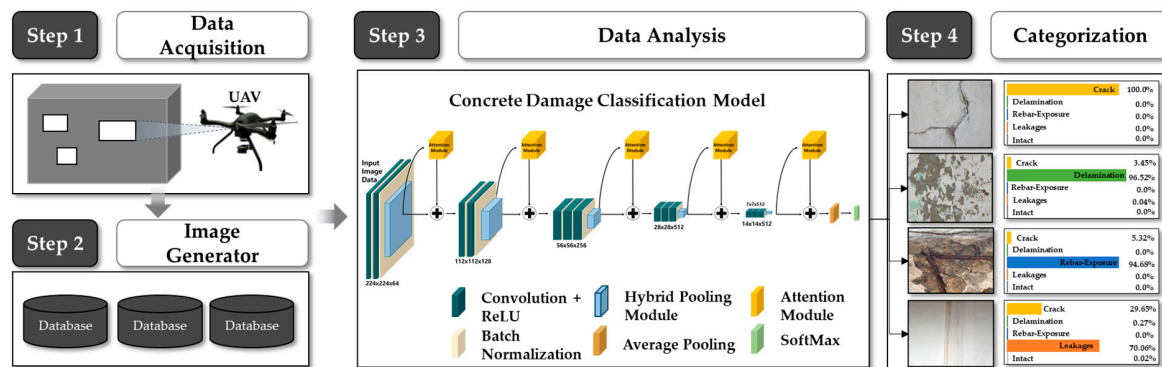 Step 1
Data
Acquisition
UAV
Step 2
Image
Generator
Database
Database
Database
Step 3
Data Analysis
Concrete Damage Classification Model
Input
Image
Data
Attention
Module
Attention
Module
Attention
Module
Attention
Module
Attention
Module
224x224x64
112x112x128
56x56x256
28x28x512
7x7x512
14x14x512
Convolution +
ReLU
Hybrid Pooling
Module
Attention
Module
Batch
Normalization
Average Pooling
SoftMax
Step 4
Categorization
Crack 100.0%
Delamination 0.0%
Rebar-Exposure 0.0%
Leakages 0.0%
Intact 0.0%
Crack 3.45%
Delamination 96.52%
Rebar-Exposure 0.0%
Leakages 0.04%
Intact 0.0%
Crack 5.32%
Delamination 0.0%
Rebar-Exposure 94.68%
Leakages 0.0%
Intact 0.0%
Crack 29.65%
Delamination 0.27%
Rebar-Exposure 0.0%
Leakages 70.06%
Intact 0.02%